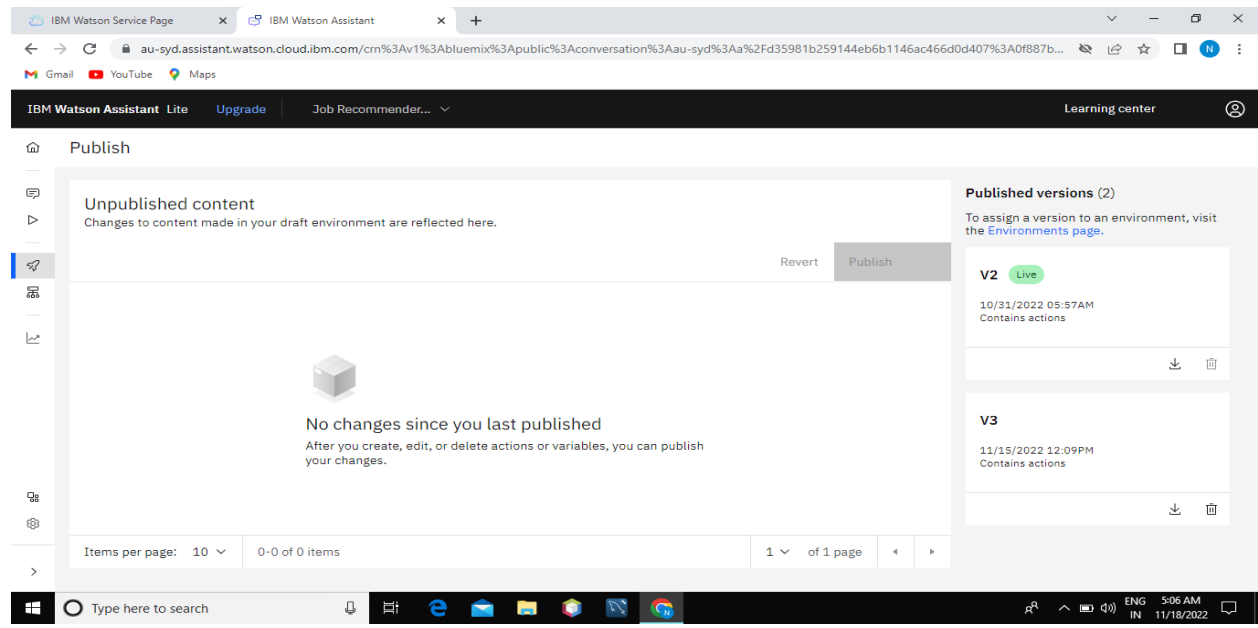 IBM Watson Service Page
IBM Watson Assistant
au-syd.assistant.watson.cloud.ibm.com/crn%3Av1%3Abluemix%3Apublic%3Aconversation%3Aau-syd%3Aa%2Fd35981b259144eb6b1146ac466d0d407%3A0f887b...
N
Gmail YouTube Maps
IBM Watson Assistant Lite Upgrade Job Recommender... Learning center
Publish
Unpublished content
Changes to content made in your draft environment are reflected here.
Revert Publish
No changes since you last published
After you create, edit, or delete actions or variables, you can publish
your changes.
Items per page: 10 0-0 of 0 items 1 of 1 page
Published versions (2)
To assign a version to an environment, visit
the Environments page.
V2 Live
10/31/2022 05:57AM
Contains actions
V3
11/15/2022 12:09PM
Contains actions
Type here to search
N
ENG
IN
5:06 AM
11/18/2022